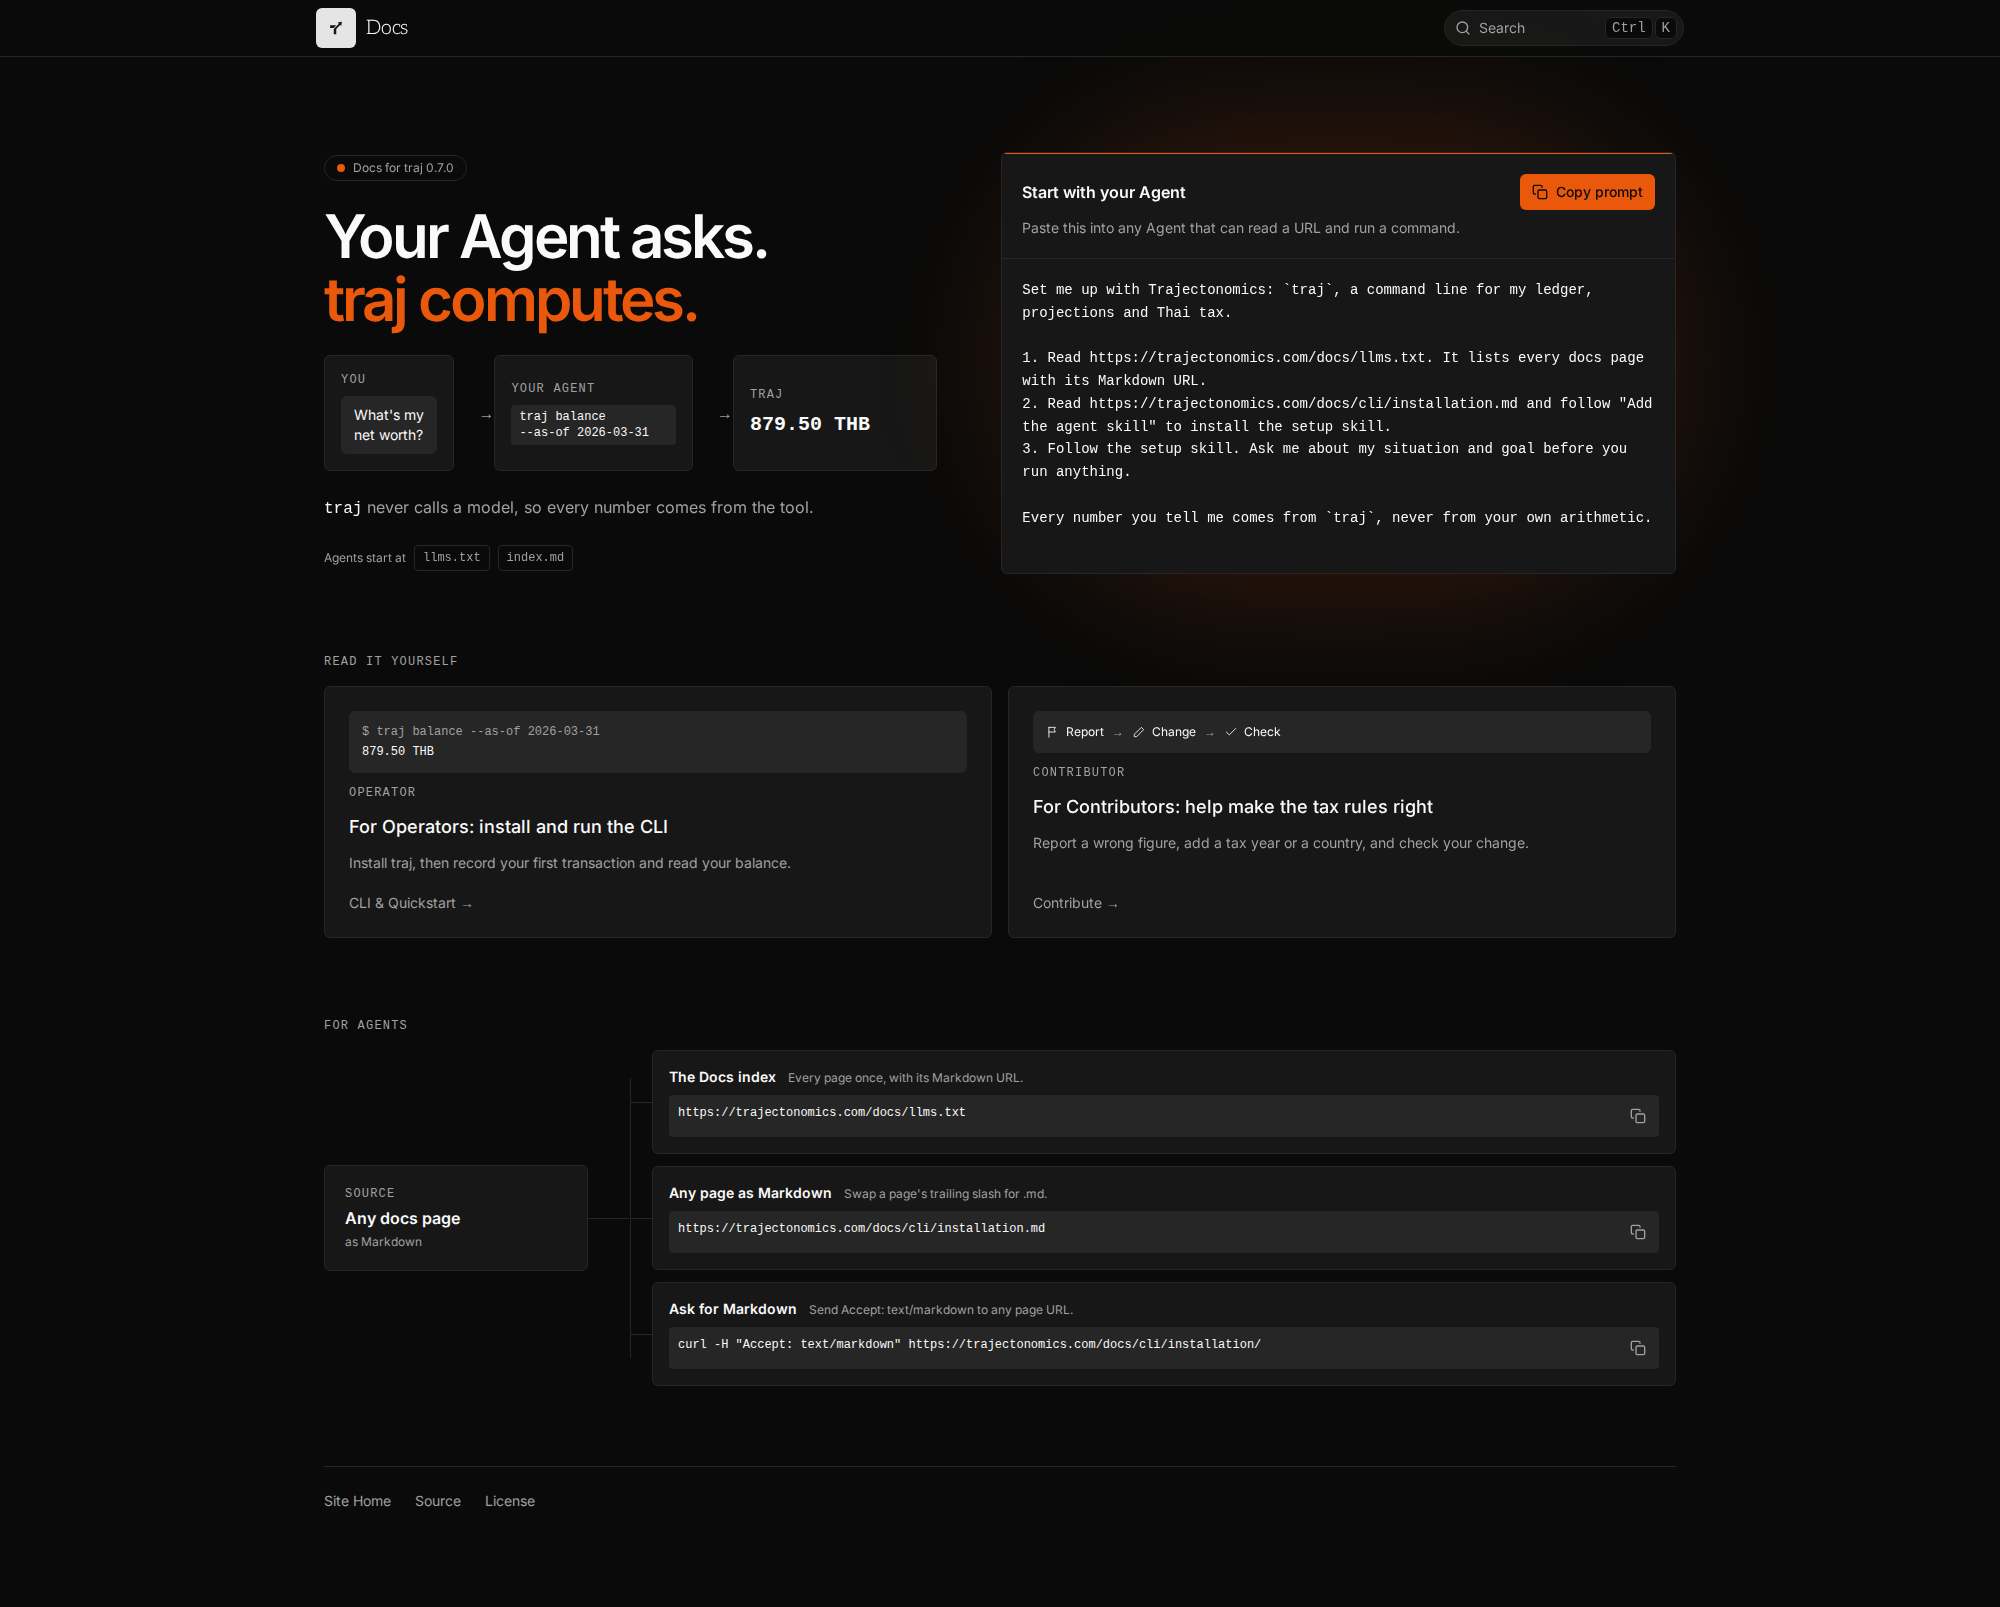 Docs
Search
Ctrl K
Docs for traj 0.7.0
Your Agent asks.
traj computes.
YOU
What's my
net worth?
→
YOUR AGENT
traj balance
--as-of 2026-03-31
→
TRAJ
879.50 THB
traj never calls a model, so every number comes from the tool.
Agents start at llms.txt index.md
Start with your Agent
Copy prompt
Paste this into any Agent that can read a URL and run a command.
Set me up with Trajectonomics: `traj`, a command line for my ledger,
projections and Thai tax.
1. Read https://trajectonomics.com/docs/llms.txt. It lists every docs page
with its Markdown URL.
2. Read https://trajectonomics.com/docs/cli/installation.md and follow "Add
the agent skill" to install the setup skill.
3. Follow the setup skill. Ask me about my situation and goal before you
run anything.
Every number you tell me comes from `traj`, never from your own arithmetic.
READ IT YOURSELF
$ traj balance --as-of 2026-03-31
879.50 THB
OPERATOR
For Operators: install and run the CLI
Install traj, then record your first transaction and read your balance.
CLI & Quickstart →
Report → Change → Check
CONTRIBUTOR
For Contributors: help make the tax rules right
Report a wrong figure, add a tax year or a country, and check your change.
Contribute →
FOR AGENTS
SOURCE
Any docs page
as Markdown
The Docs index Every page once, with its Markdown URL.
https://trajectonomics.com/docs/llms.txt
Any page as Markdown Swap a page's trailing slash for .md.
https://trajectonomics.com/docs/cli/installation.md
Ask for Markdown Send Accept: text/markdown to any page URL.
curl -H "Accept: text/markdown" https://trajectonomics.com/docs/cli/installation/
Site Home Source License